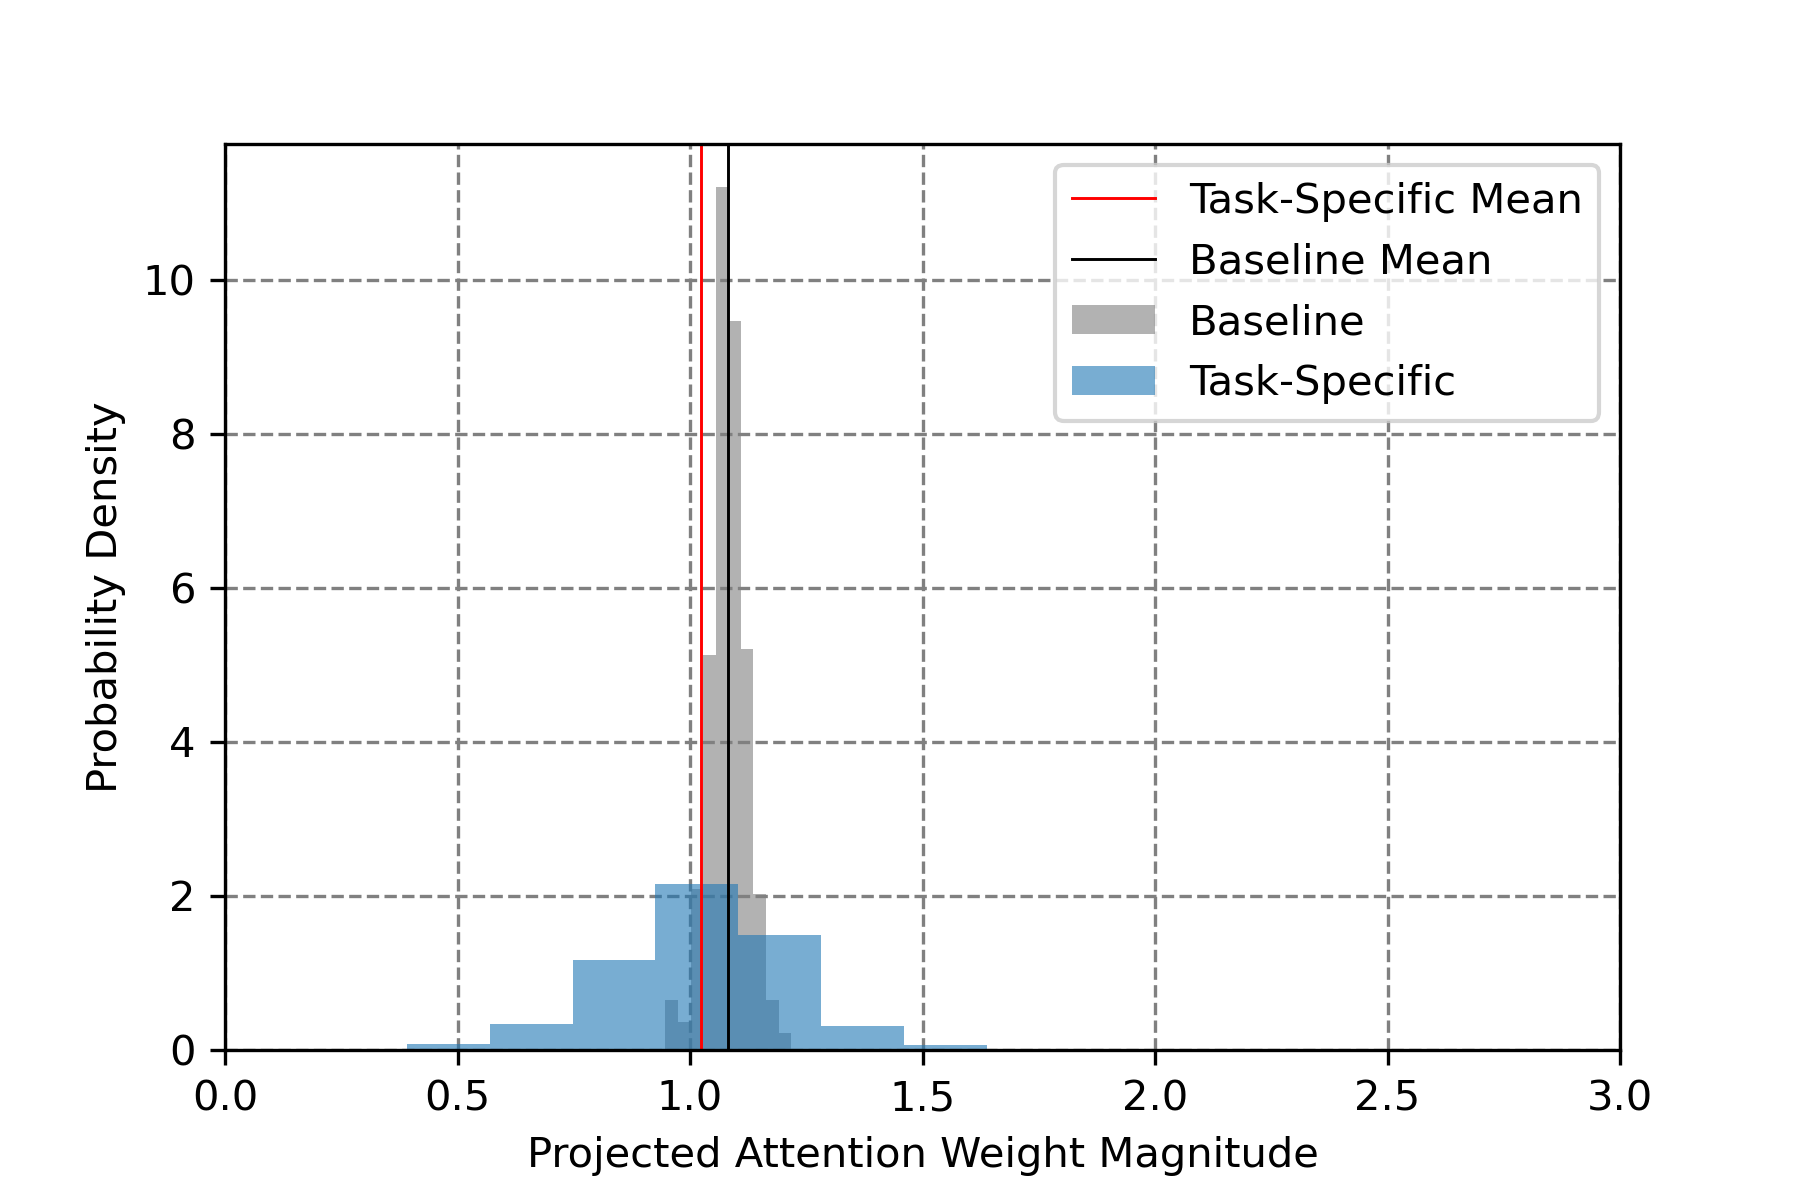 Task-Specific Mean
Baseline Mean
Baseline
Task-Specific
10
8
6
4
2
0
Probability Density
0.0 0.5 1.0 1.5 2.0 2.5 3.0
Projected Attention Weight Magnitude